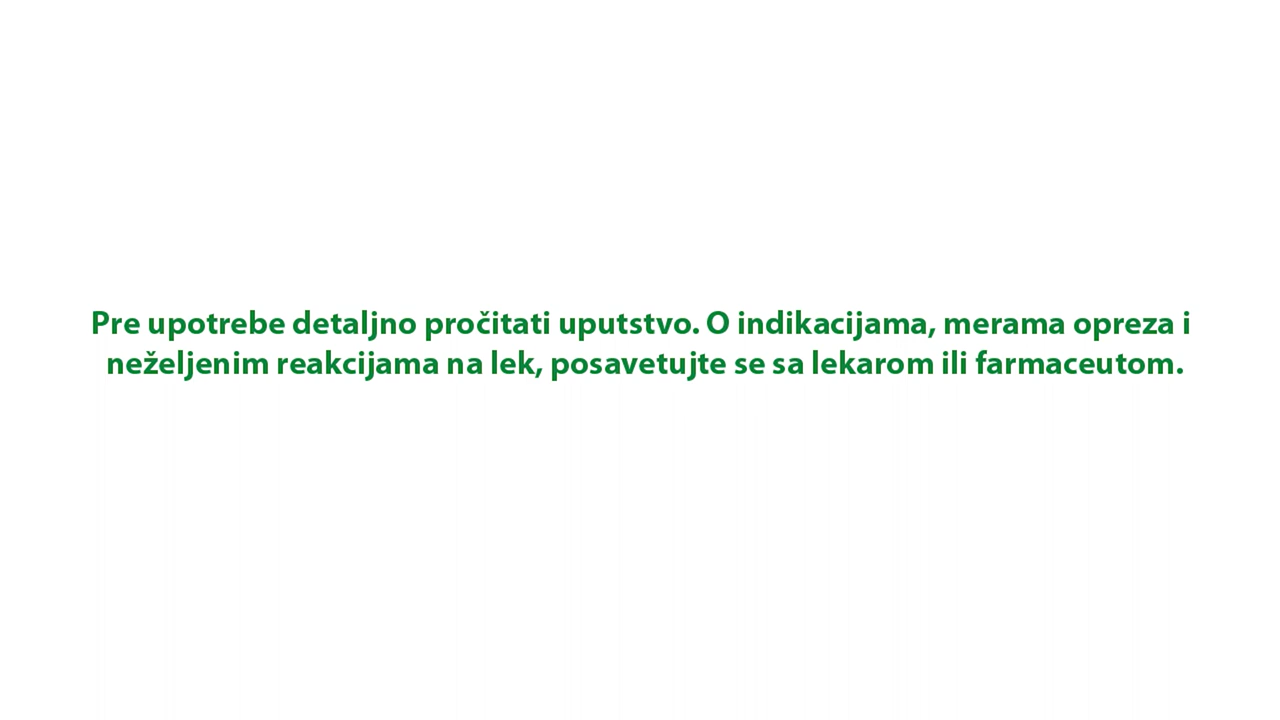 Pre upotrebe detaljno pročitati uputstvo. O indikacijama, merama opreza i
neželjenim reakcijama na lek, posavetujte se sa lekarom ili farmaceutom.